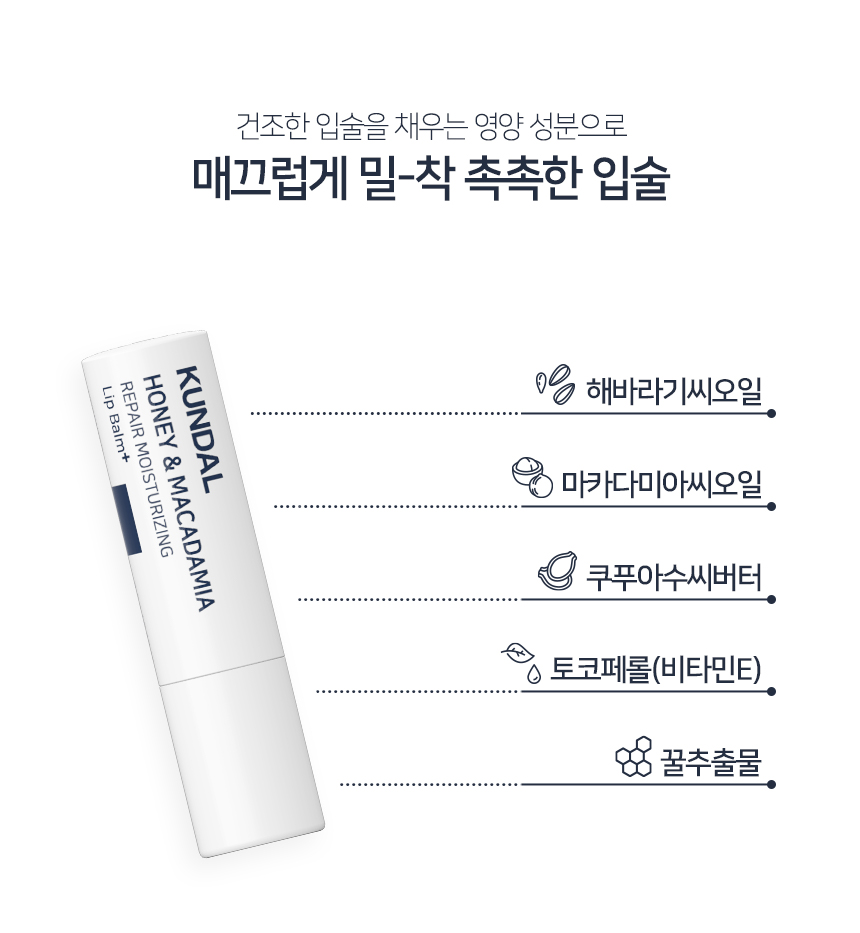 건조한 입술을 채우는 영양 성분으로
매끄럽게 밀-착 촉촉한 입술
KUNDAL
HONEY & MACADAMIA
REPAIR MOISTURIZING
Lip Balm+
해바라기씨오일
마카다미아씨오일
쿠푸아수씨버터
토코페롤(비타민E)
꿀추출물